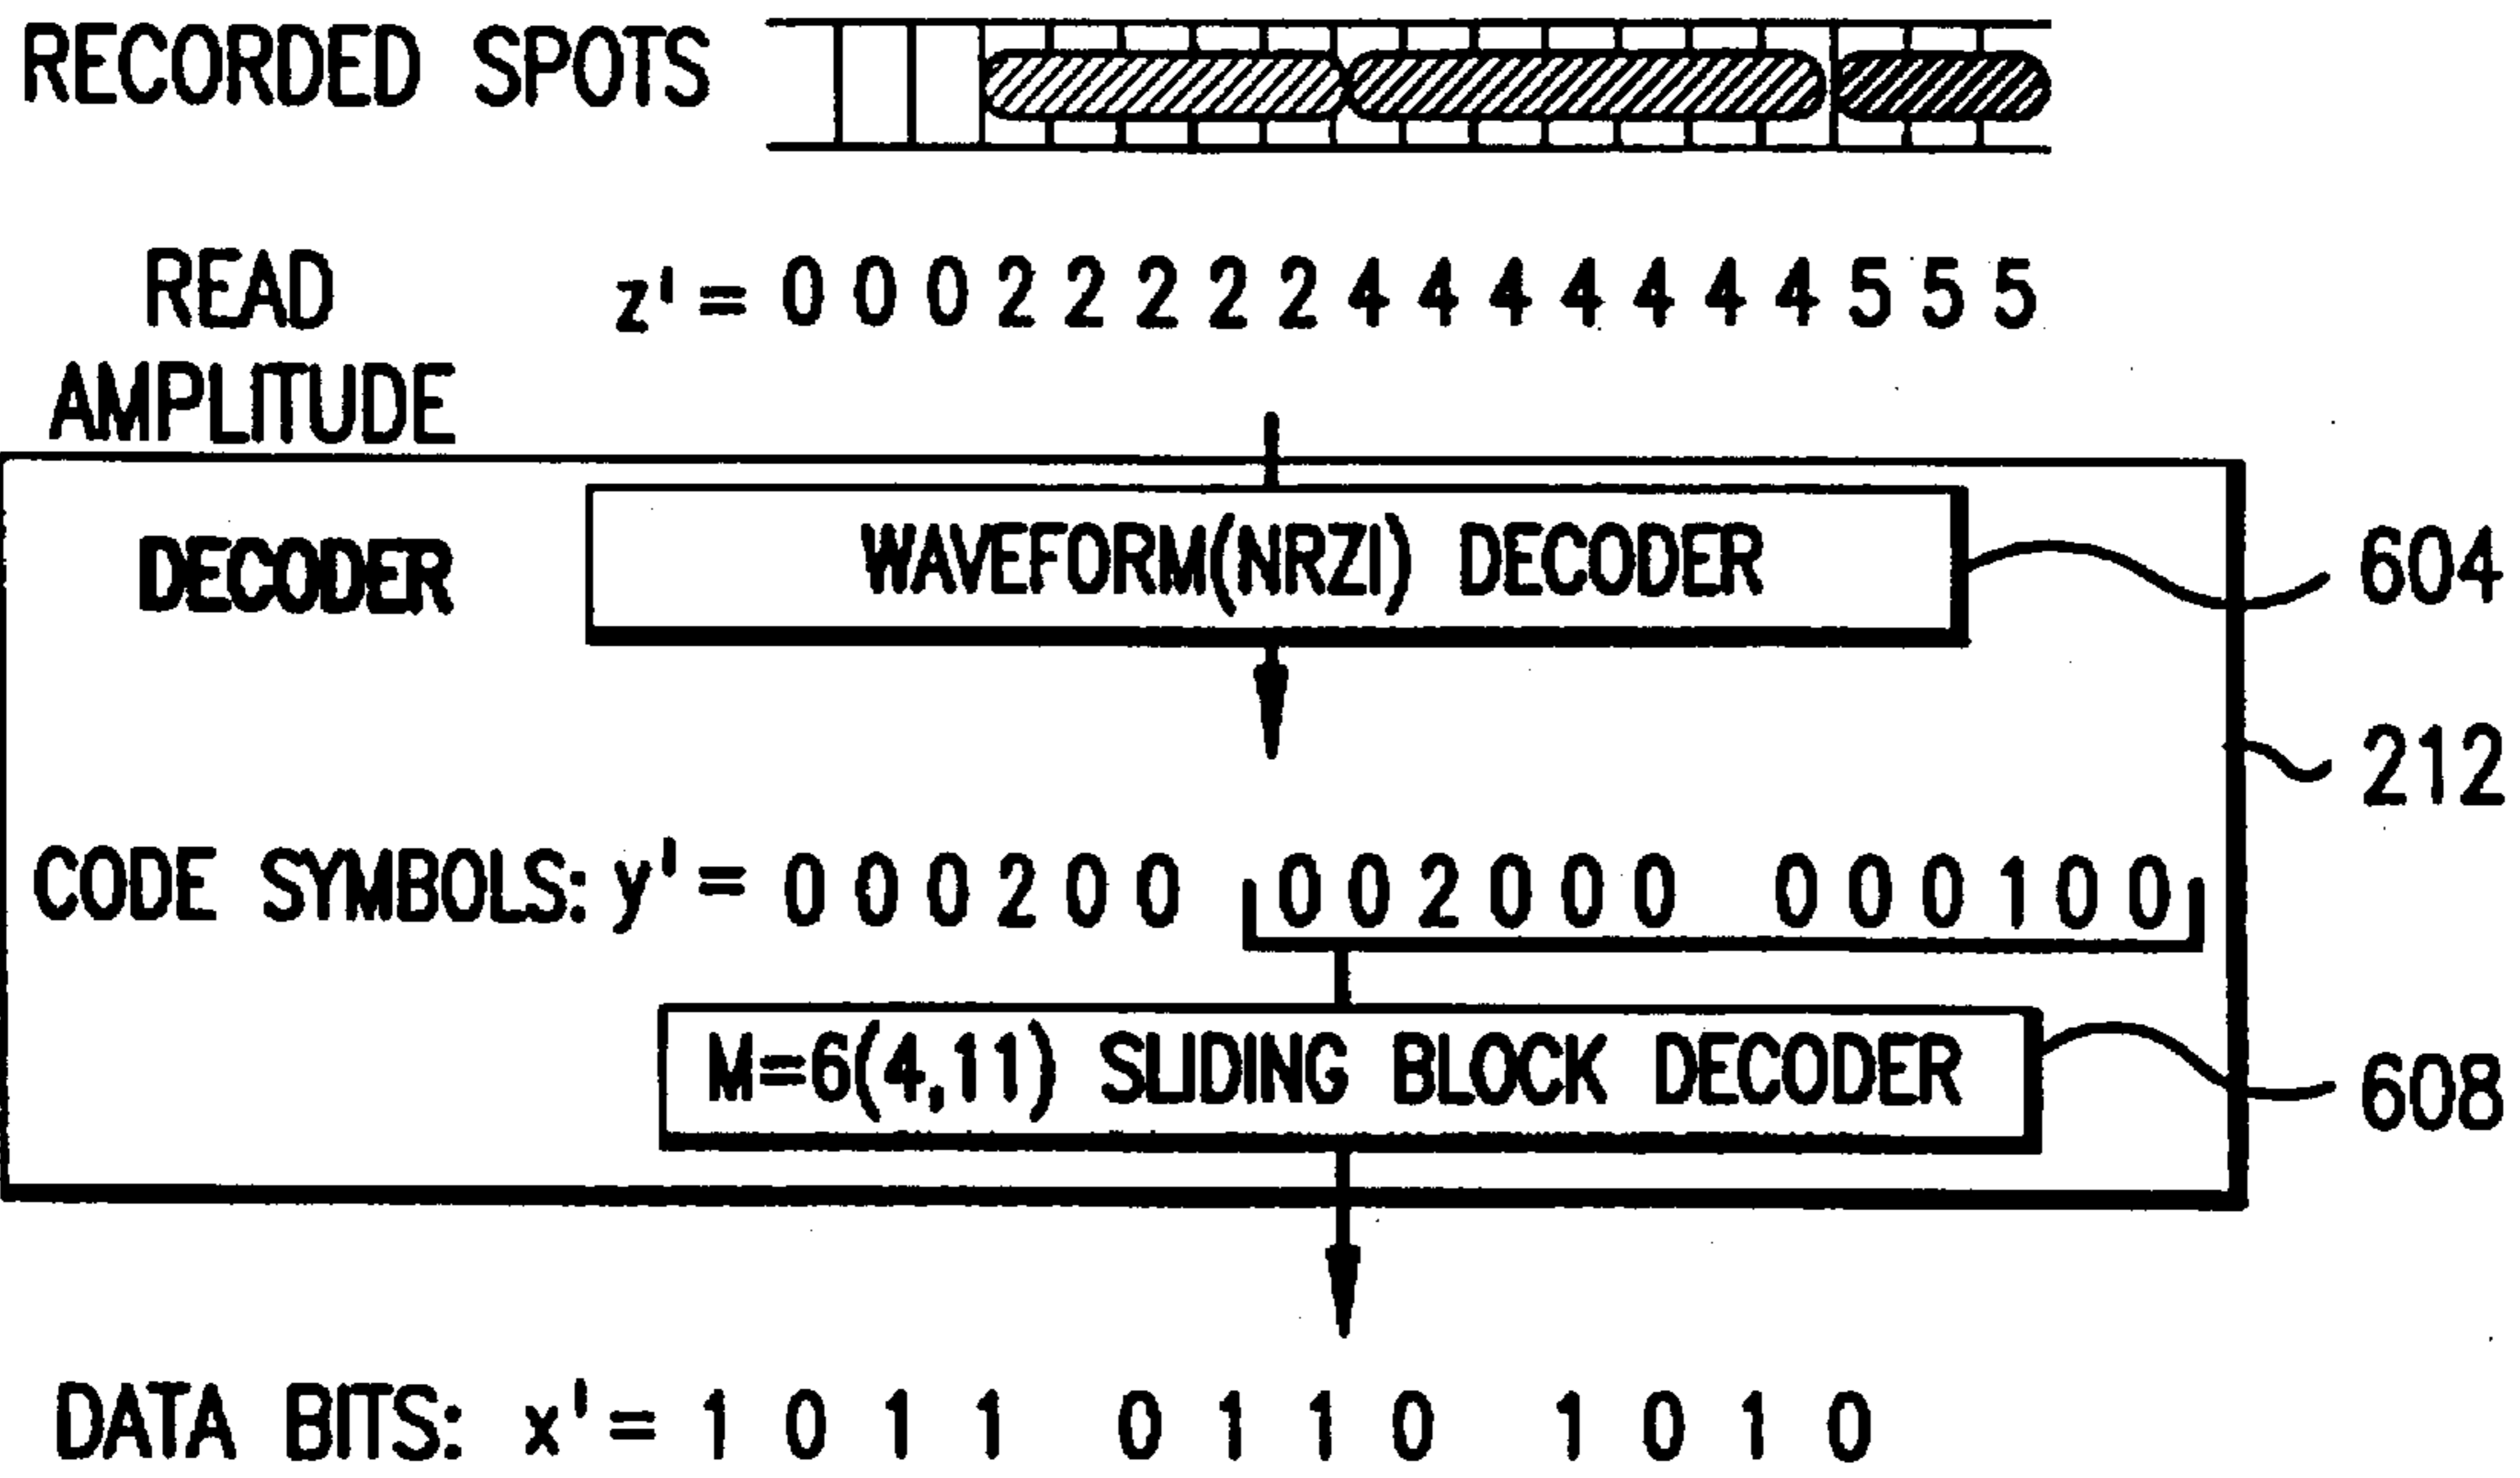 RECORDED SPOTS
READ AMPLITUDE
z' = 0 0 0 2 2 2 2 2 4 4 4 4 4 4 4 5 5 5
DECODER
WAVEFORM(NRZI) DECODER
604
212
CODE SYMBOLS: y' = 0 0 0 2 0 0 0 0 2 0 0 0 0 0 0 1 0 0
M=6(4,11) SLIDING BLOCK DECODER
608
DATA BITS: x' = 1 0 1 1 0 1 1 0 1 0 1 0